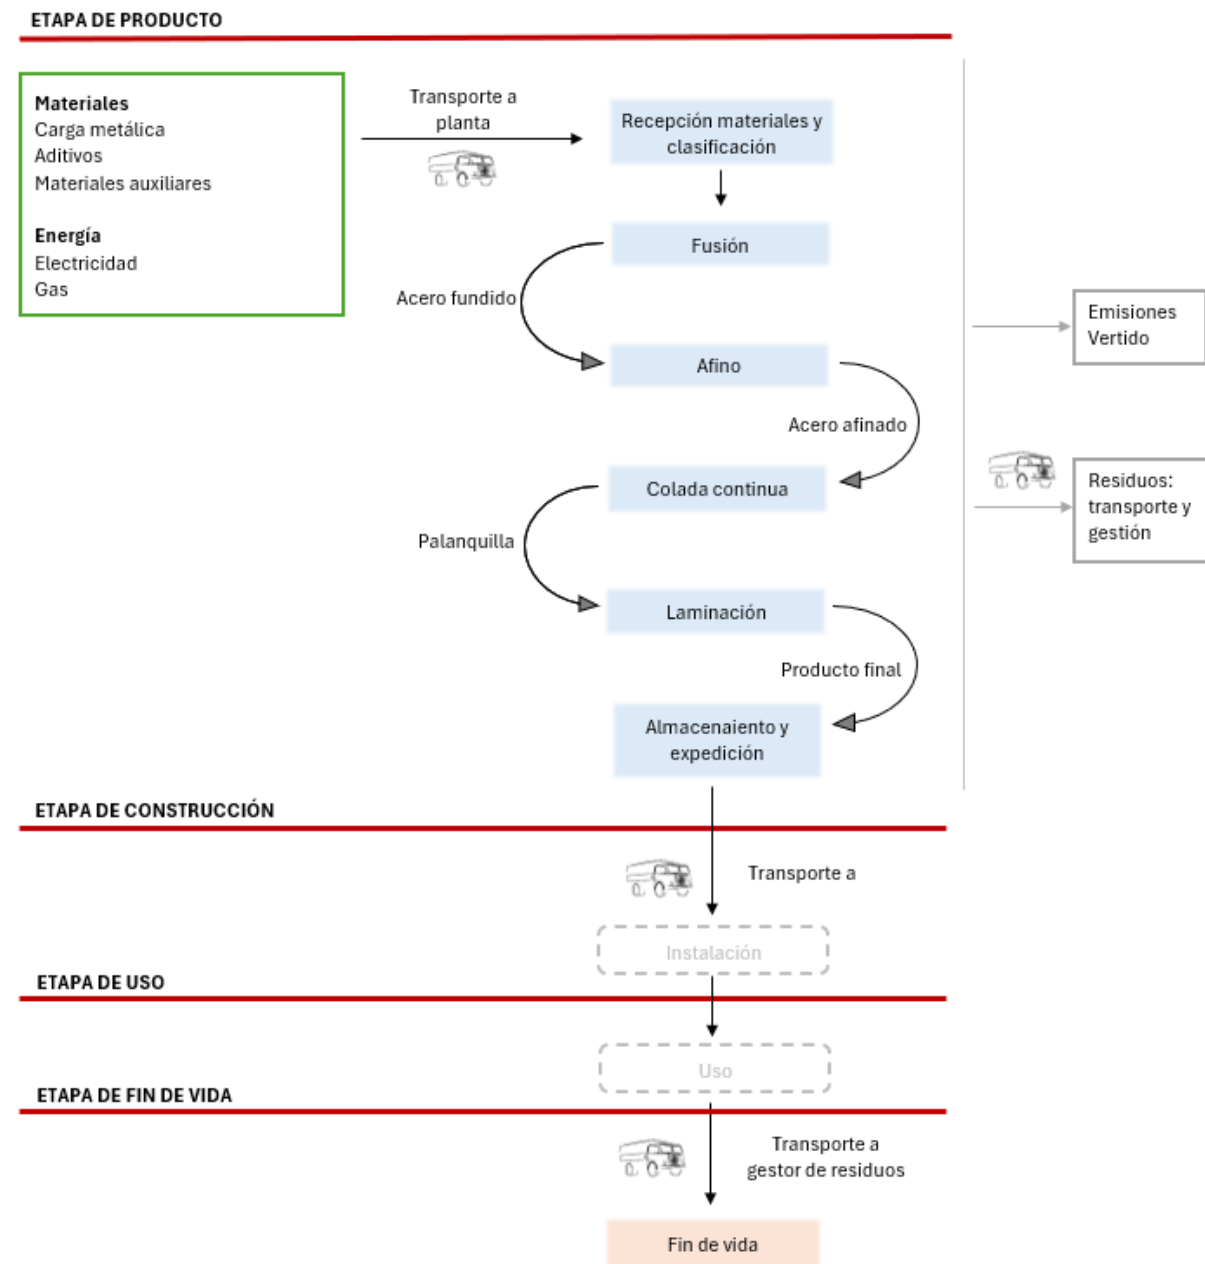 ETAPA DE PRODUCTO
Materiales
Carga metálica
Aditivos
Materiales auxiliares
Energía
Electricidad
Gas
Transporte a
planta
Recepción materiales y
clasificación
Fusión
Acero fundido
Afino
Acero afinado
Colada continua
Palanquilla
Laminación
Producto final
Almacenaiento y
expedición
Emisiones
Vertido
Residuos:
transporte y
gestión
ETAPA DE CONSTRUCCIÓN
Transporte a
Instalación
ETAPA DE USO
Uso
ETAPA DE FIN DE VIDA
Transporte a
gestor de residuos
Fin de vida